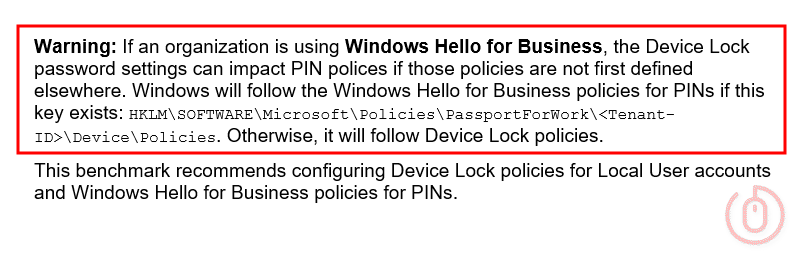 Warning: If an organization is using Windows Hello for Business, the Device Lock
password settings can impact PIN polices if those policies are not first defined
elsewhere. Windows will follow the Windows Hello for Business policies for PINs if this
key exists: HKLM\SOFTWARE\Microsoft\Policies\PassportForWork\<Tenant-
ID>\Device\Policies. Otherwise, it will follow Device Lock policies.
This benchmark recommends configuring Device Lock policies for Local User accounts
and Windows Hello for Business policies for PINs.